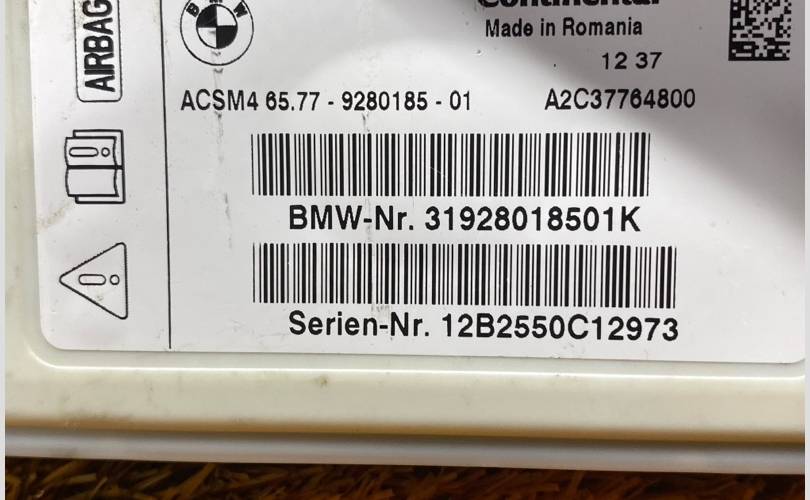 AIRBAG
BMW
Continental
Made in Romania
12 37
ACSM4 65.77 - 9280185 - 01 A2C37764800
BMW-Nr. 31928018501K
Serien-Nr. 12B2550C12973